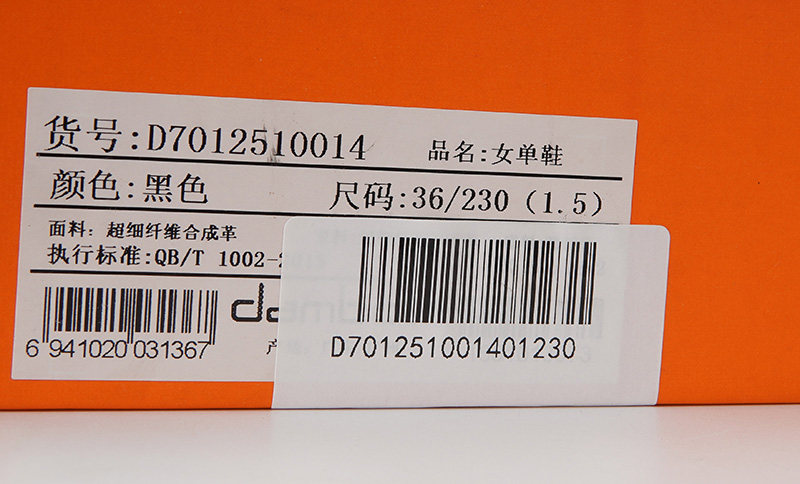 货号:D7012510014 品名:女单鞋
颜色:黑色 尺码:36/230 (1.5)
面料: 超细纤维合成革
执行标准:QB/T 1002-
6 941020 031367
D701251001401230